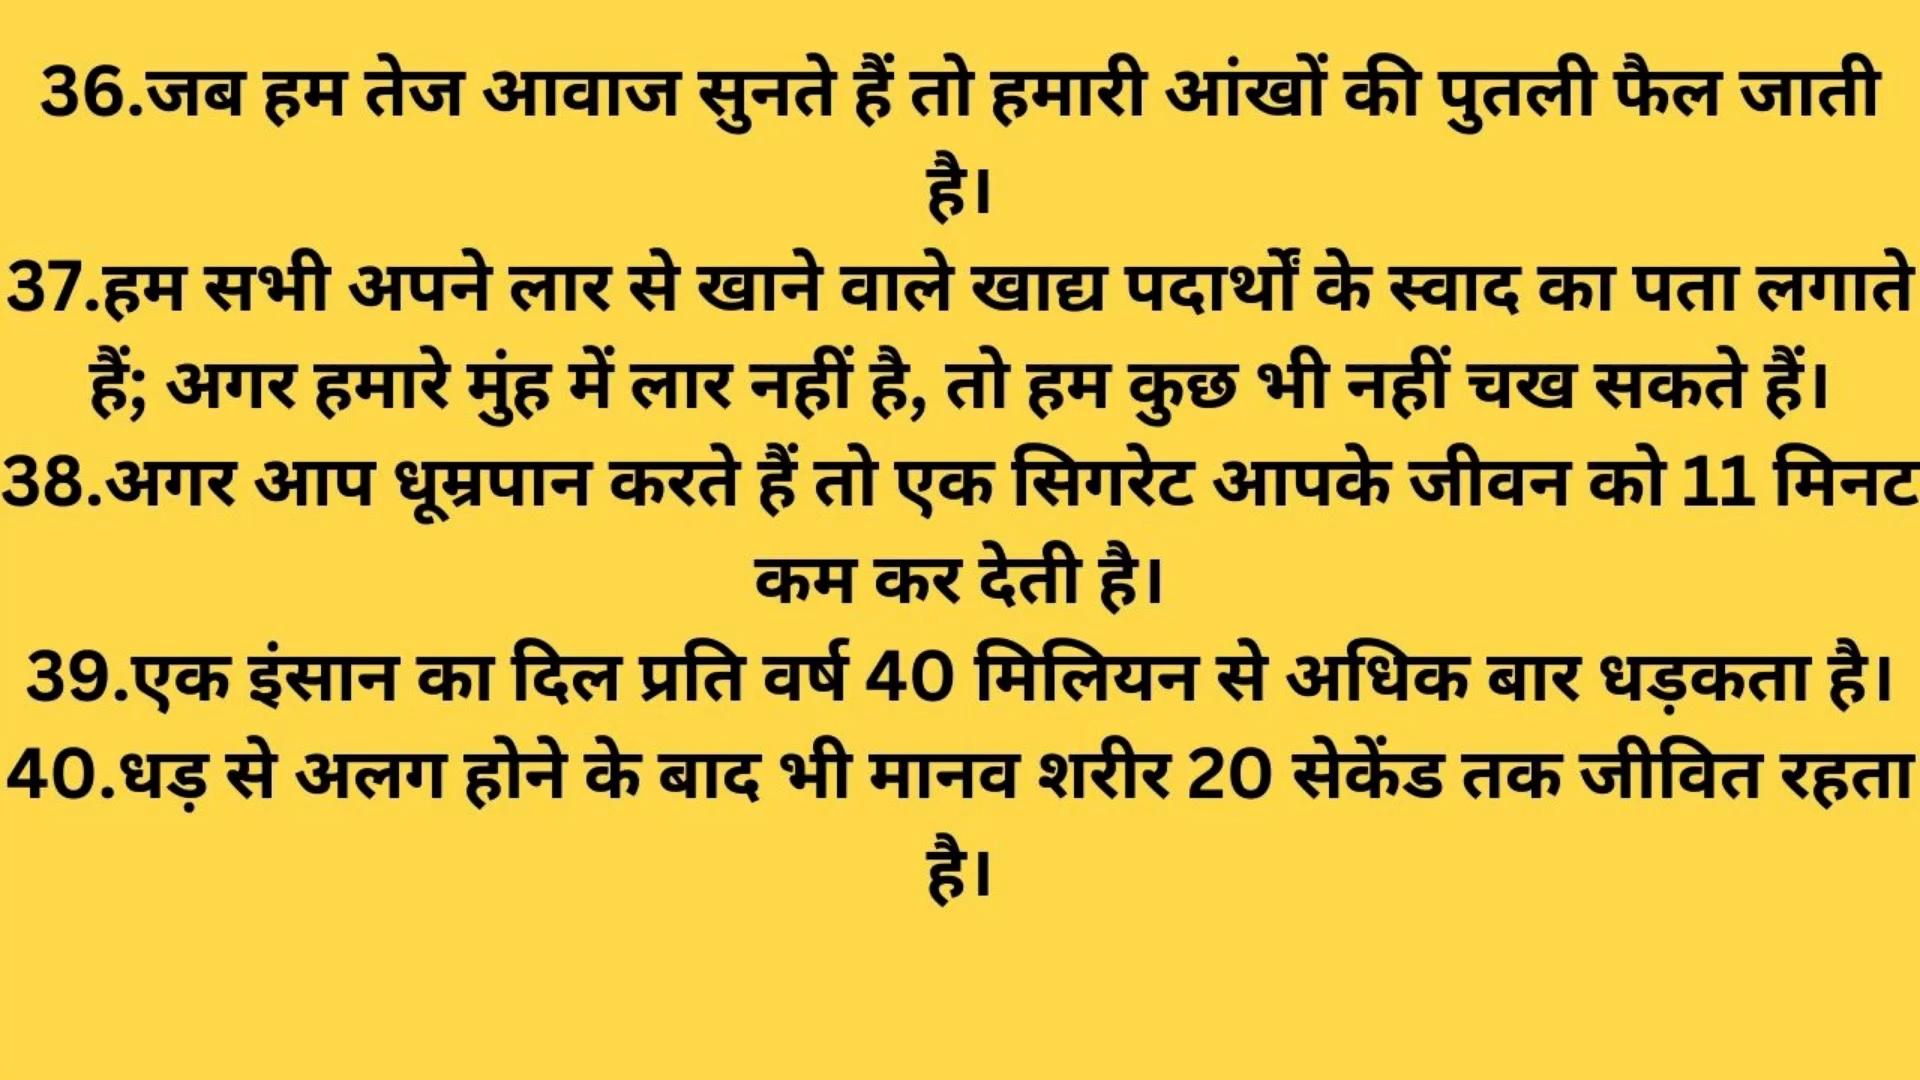 36.जब हम तेज आवाज सुनते हैं तो हमारी आंखों की पुतली फैल जाती
है।
37.हम सभी अपने लार से खाने वाले खाद्य पदार्थों के स्वाद का पता लगाते
हैं; अगर हमारे मुंह में लार नहीं है, तो हम कुछ भी नहीं चख सकते हैं।
38.अगर आप धूम्रपान करते हैं तो एक सिगरेट आपके जीवन को 11 मिनट
कम कर देती है।
39.एक इंसान का दिल प्रति वर्ष 40 मिलियन से अधिक बार धड़कता है।
40.धड़ से अलग होने के बाद भी मानव शरीर 20 सेकेंड तक जीवित रहता
है।